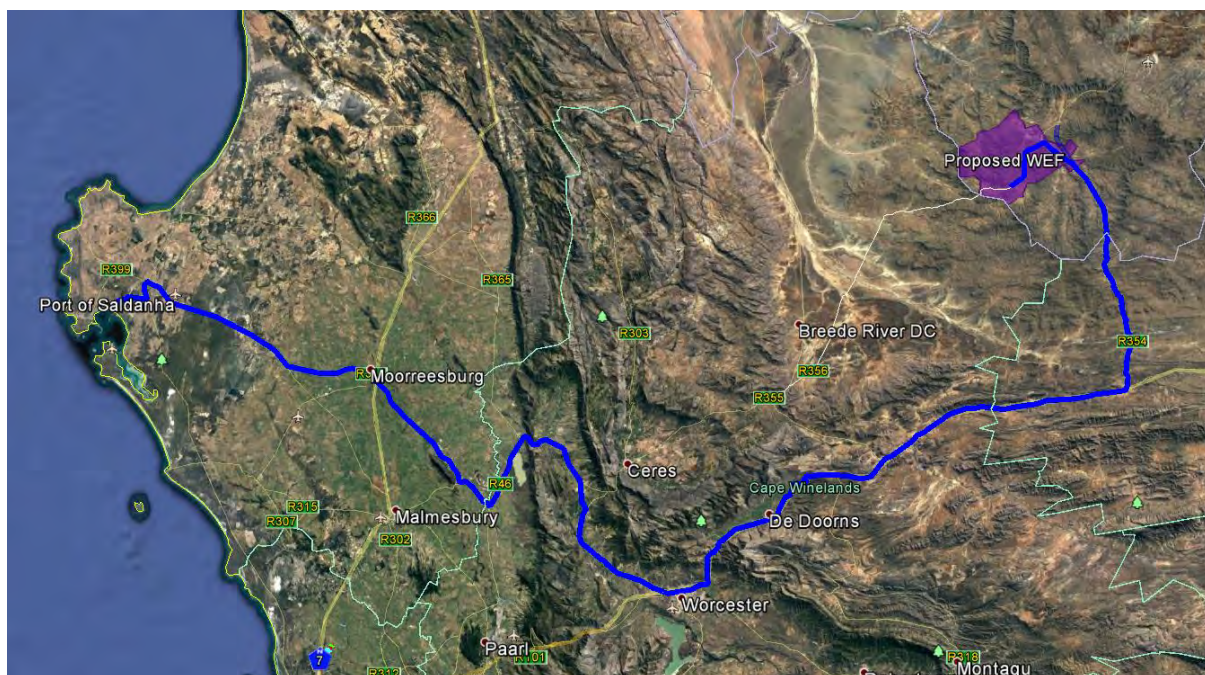 Proposed WEF
R366
R399
R365
Port of Saldanha
R303
Breede River DC
R354
R356
Moorreesburg
R355
Ceres
R46
Cape Winelands
R315
Malmesbury
R307
De Doorns
R302
Worcester
Paarl
R318
Montagu
7